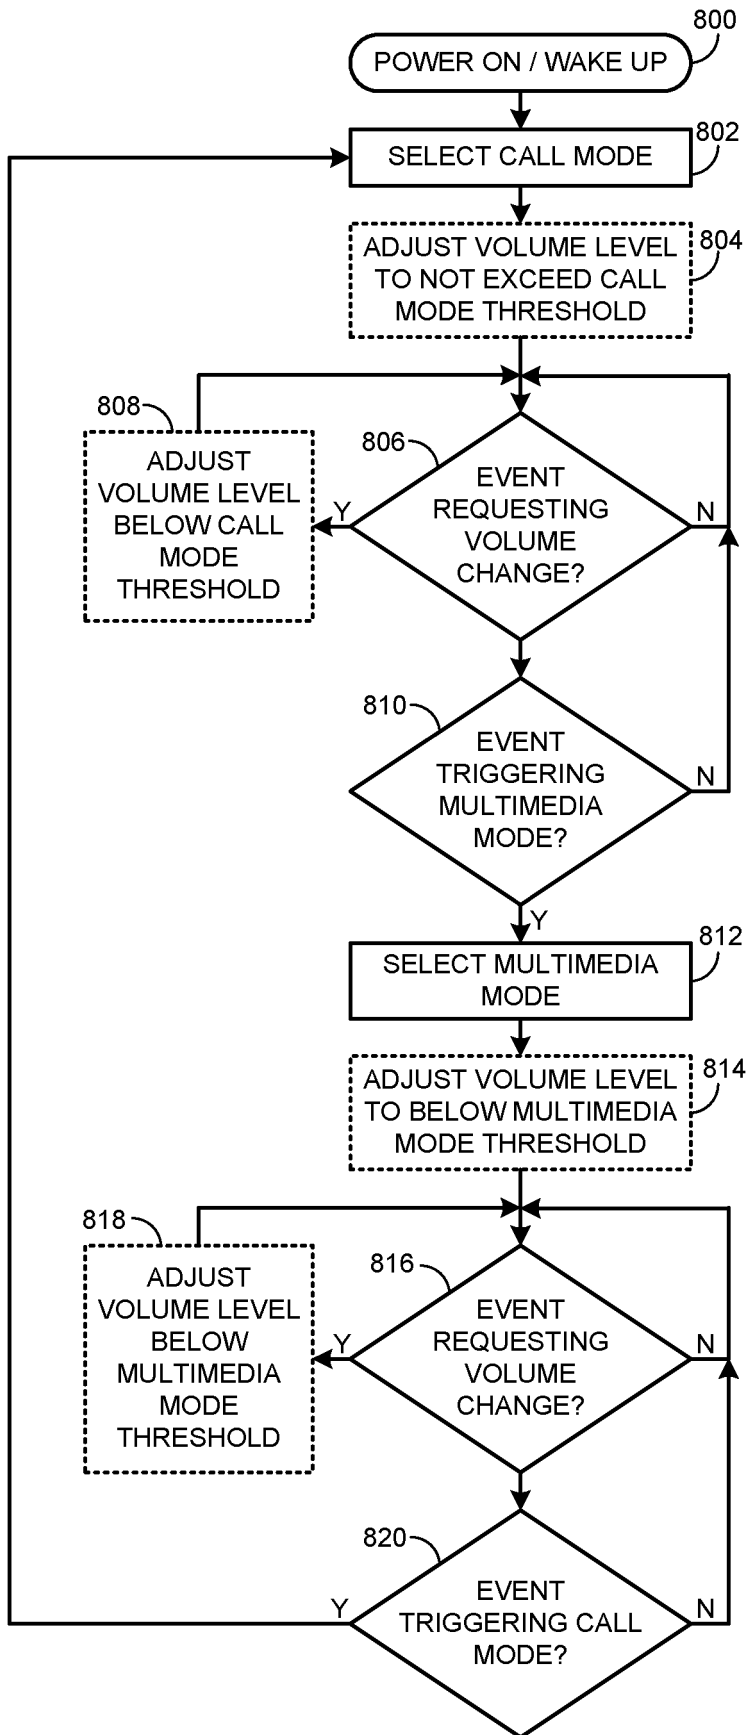 800
POWER ON / WAKE UP
802
SELECT CALL MODE
804
ADJUST VOLUME LEVEL
TO NOT EXCEED CALL
MODE THRESHOLD
808
ADJUST
VOLUME LEVEL
BELOW CALL
MODE
THRESHOLD
806
EVENT
REQUESTING
VOLUME
CHANGE?
Y
N
810
EVENT
TRIGGERING
MULTIMEDIA
MODE?
N
Y
812
SELECT MULTIMEDIA
MODE
814
ADJUST VOLUME LEVEL
TO BELOW MULTIMEDIA
MODE THRESHOLD
818
ADJUST
VOLUME LEVEL
BELOW
MULTIMEDIA
MODE
THRESHOLD
816
EVENT
REQUESTING
VOLUME
CHANGE?
Y
N
820
EVENT
TRIGGERING CALL
MODE?
Y
N